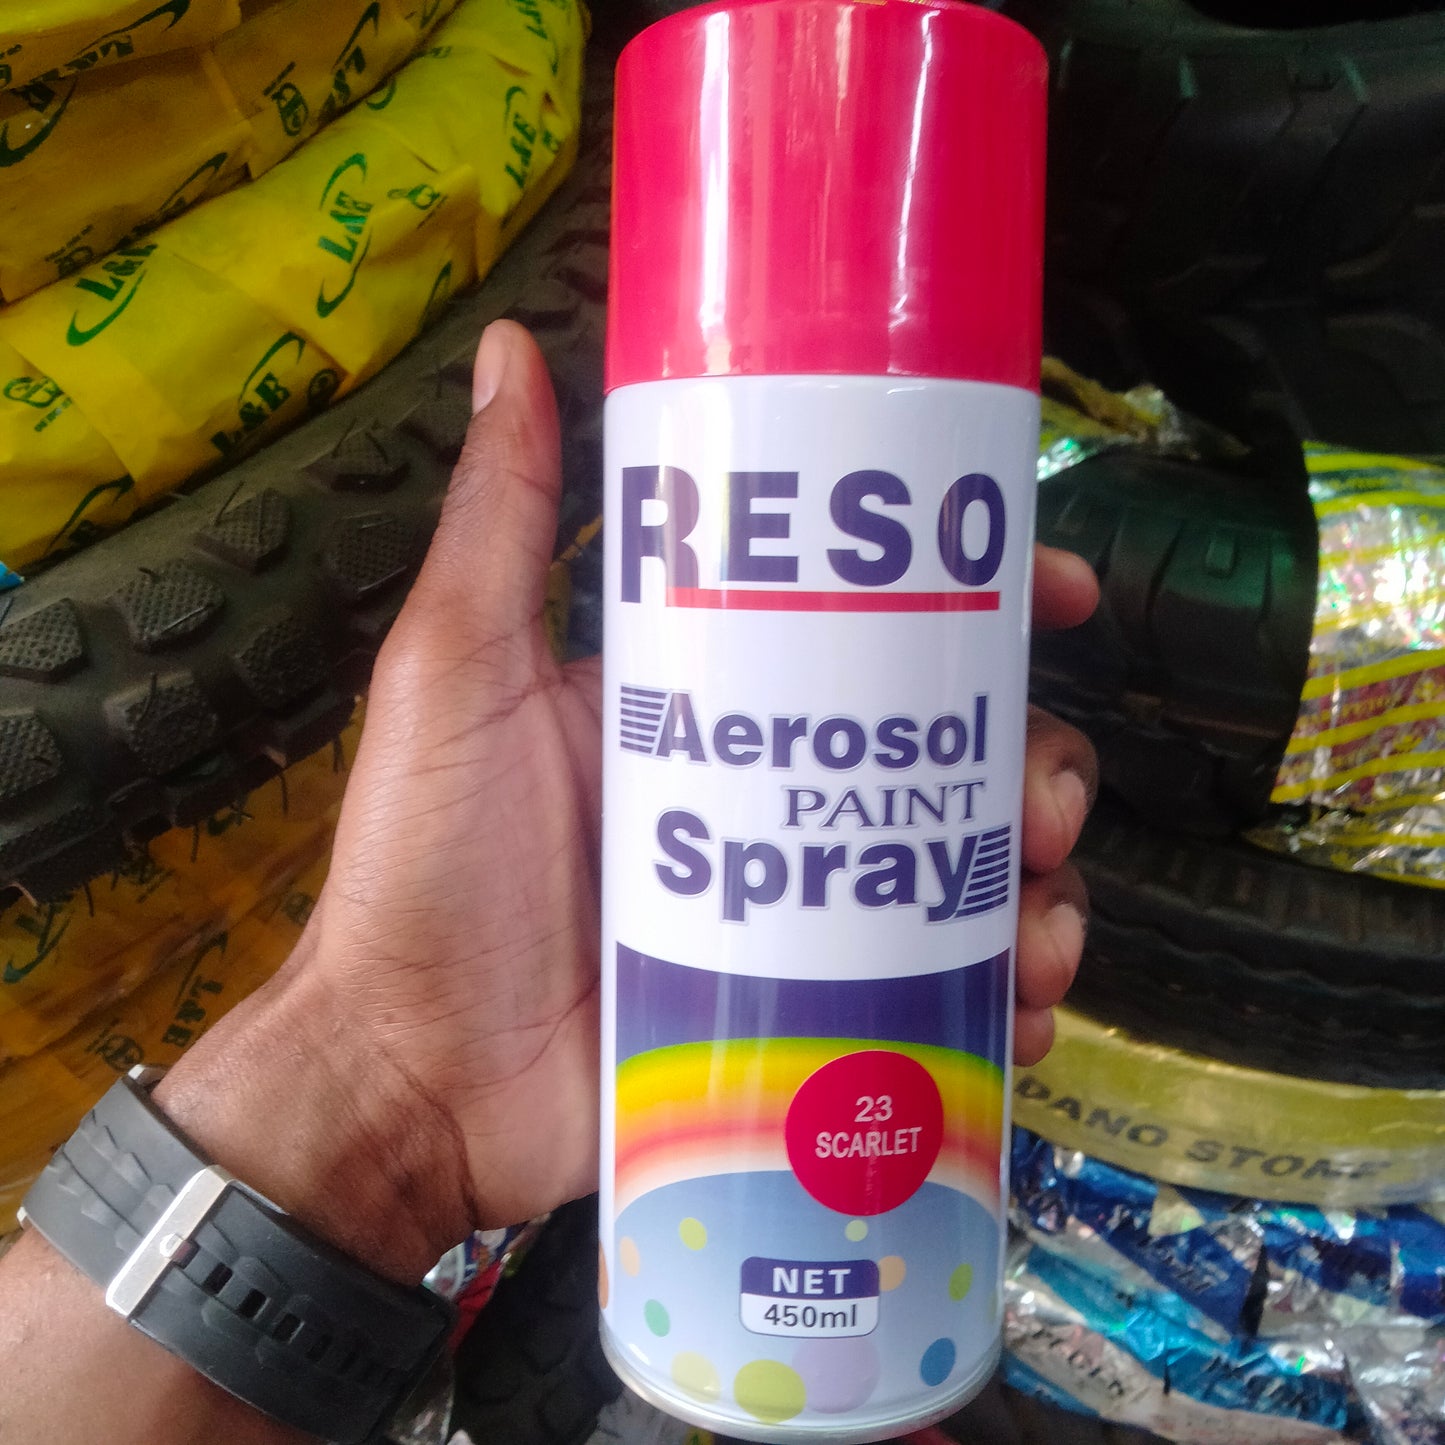 RESO
Aerosol
PAINT
Spray
23
SCARLET
NET
450ml
L&E
L&E
L&E
L&E
L&E
DANO STONE